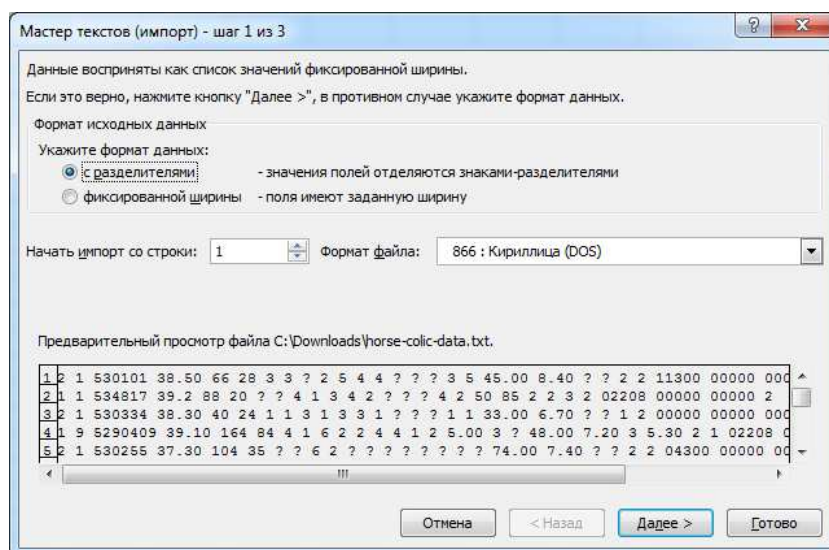 Мастер текстов (импорт) - шаг 1 из 3
Данные восприняты как список значений фиксированной ширины.
Если это верно, нажмите кнопку "Далее >", в противном случае укажите формат данных.
Формат исходных данных
Укажите формат данных:
с разделителями - значения полей отделяются знаками-разделителями
фиксированной ширины - поля имеют заданную ширину
Начать импорт со строки: 1 Формат файла: 866 : Кириллица (DOS)
Предварительный просмотр файла C:\Downloads\horse-colic-data.txt.
1 2 1 530101 38.50 66 28 3 3 ? 2 5 4 4 ? ? ? 3 5 45.00 8.40 ? ? 2 2 11300 00000 000
2 1 1 534817 39.2 88 20 ? ? 4 1 3 4 2 ? ? ? 4 2 50 85 2 2 3 2 02208 00000 00000 2
3 2 1 530334 38.30 40 24 1 1 3 1 3 3 1 ? ? ? 1 1 33.00 6.70 ? ? 1 2 00000 00000 000
4 1 9 5290409 39.10 164 84 4 1 6 2 2 4 4 1 2 5.00 3 ? 48.00 7.20 3 5.30 2 1 02208 0
5 2 1 530255 37.30 104 35 ? ? 6 2 ? ? ? ? ? ? ? ? 74.00 7.40 ? ? 2 2 04300 00000 00
Отмена < Назад Далее > Готово